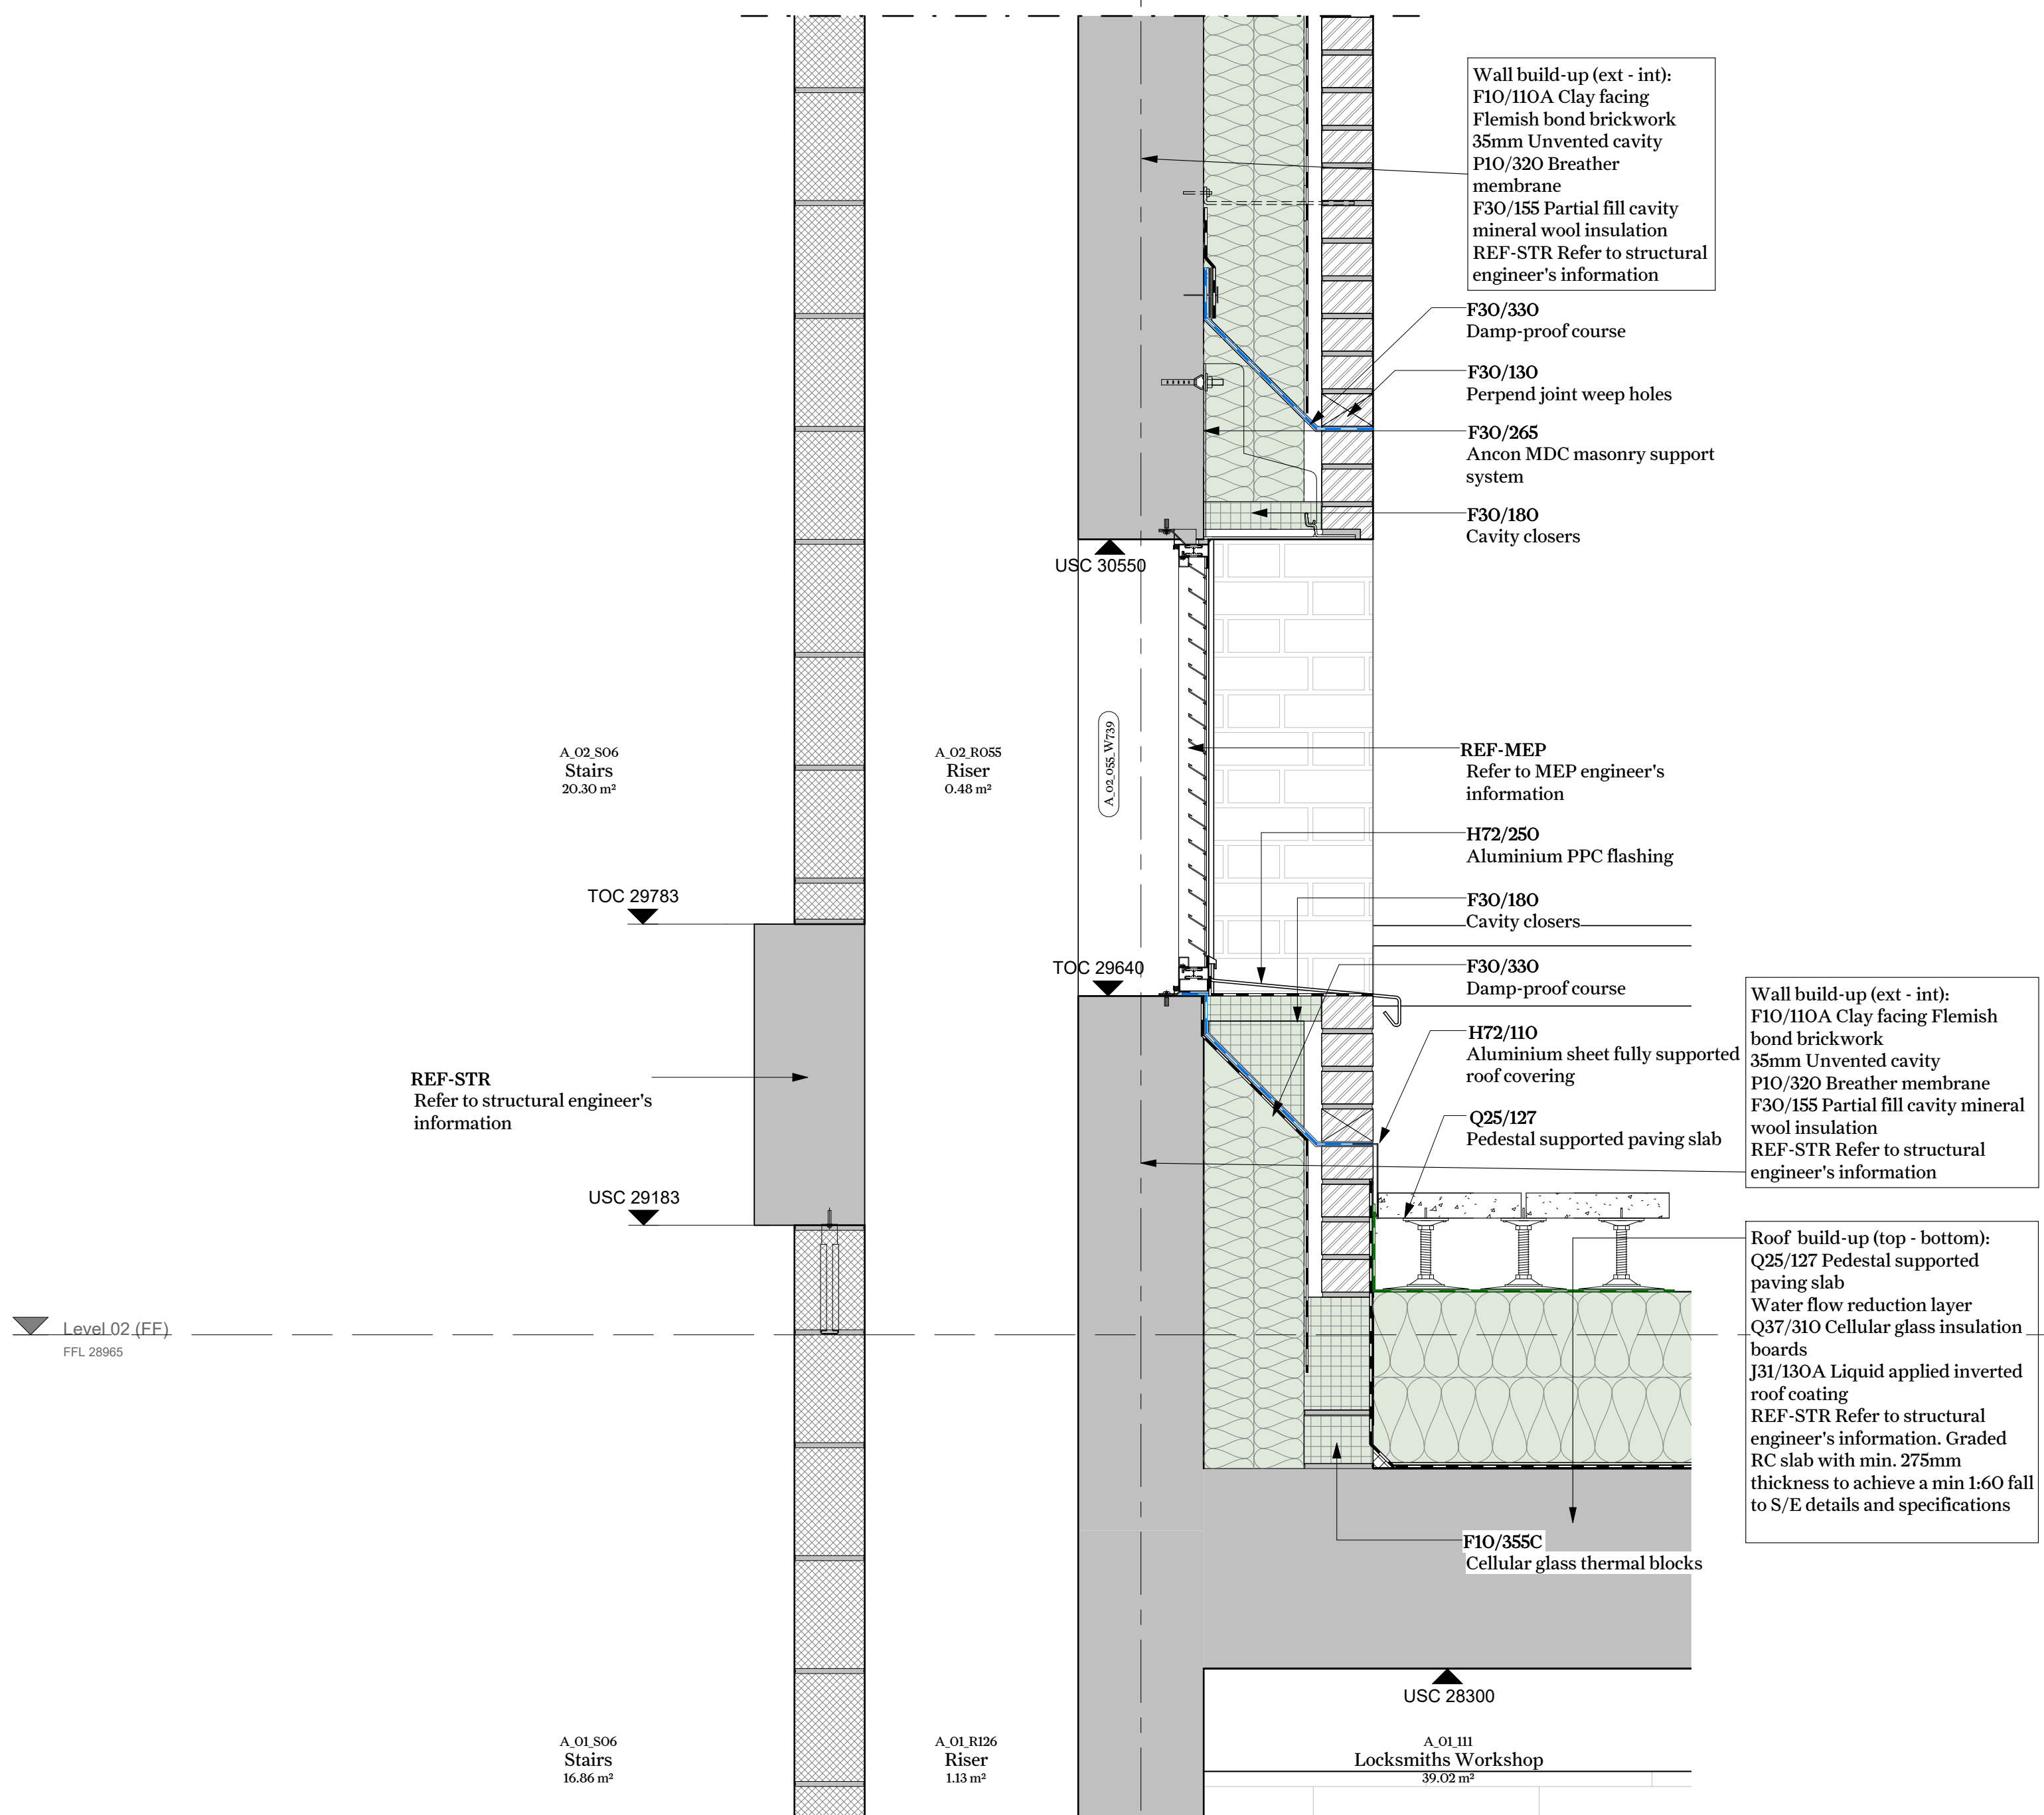 Wall build-up (ext - int):
F10/110A Clay facing
Flemish bond brickwork
35mm Unvented cavity
P10/320 Breather
membrane
F30/155 Partial fill cavity
mineral wool insulation
REF-STR Refer to structural
engineer's information
F30/330
Damp-proof course
F30/130
Perpend joint weep holes
F30/265
Ancon MDC masonry support
system
F30/180
Cavity closers
USC 30550
A_02_S06
Stairs
20.30 m²
A_02_R055
Riser
0.48 m²
A_02_055_W739
REF-MEP
Refer to MEP engineer's
information
H72/250
Aluminium PPC flashing
F30/180
Cavity closers
TOC 29783
TOC 29640
F30/330
Damp-proof course
H72/110
Aluminium sheet fully supported
roof covering
Q25/127
Pedestal supported paving slab
Wall build-up (ext - int):
F10/110A Clay facing Flemish
bond brickwork
35mm Unvented cavity
P10/320 Breather membrane
F30/155 Partial fill cavity mineral
wool insulation
REF-STR Refer to structural
engineer's information
REF-STR
Refer to structural engineer's
information
USC 29183
Roof build-up (top - bottom):
Q25/127 Pedestal supported
paving slab
Water flow reduction layer
Q37/310 Cellular glass insulation
boards
J31/130A Liquid applied inverted
roof coating
REF-STR Refer to structural
engineer's information. Graded
RC slab with min. 275mm
thickness to achieve a min 1:60 fall
to S/E details and specifications
Level 02 (FF)
FFL 28965
F10/355C
Cellular glass thermal blocks
USC 28300
A_01_S06
Stairs
16.86 m²
A_01_R126
Riser
1.13 m²
A_01_111
Locksmiths Workshop
39.02 m²